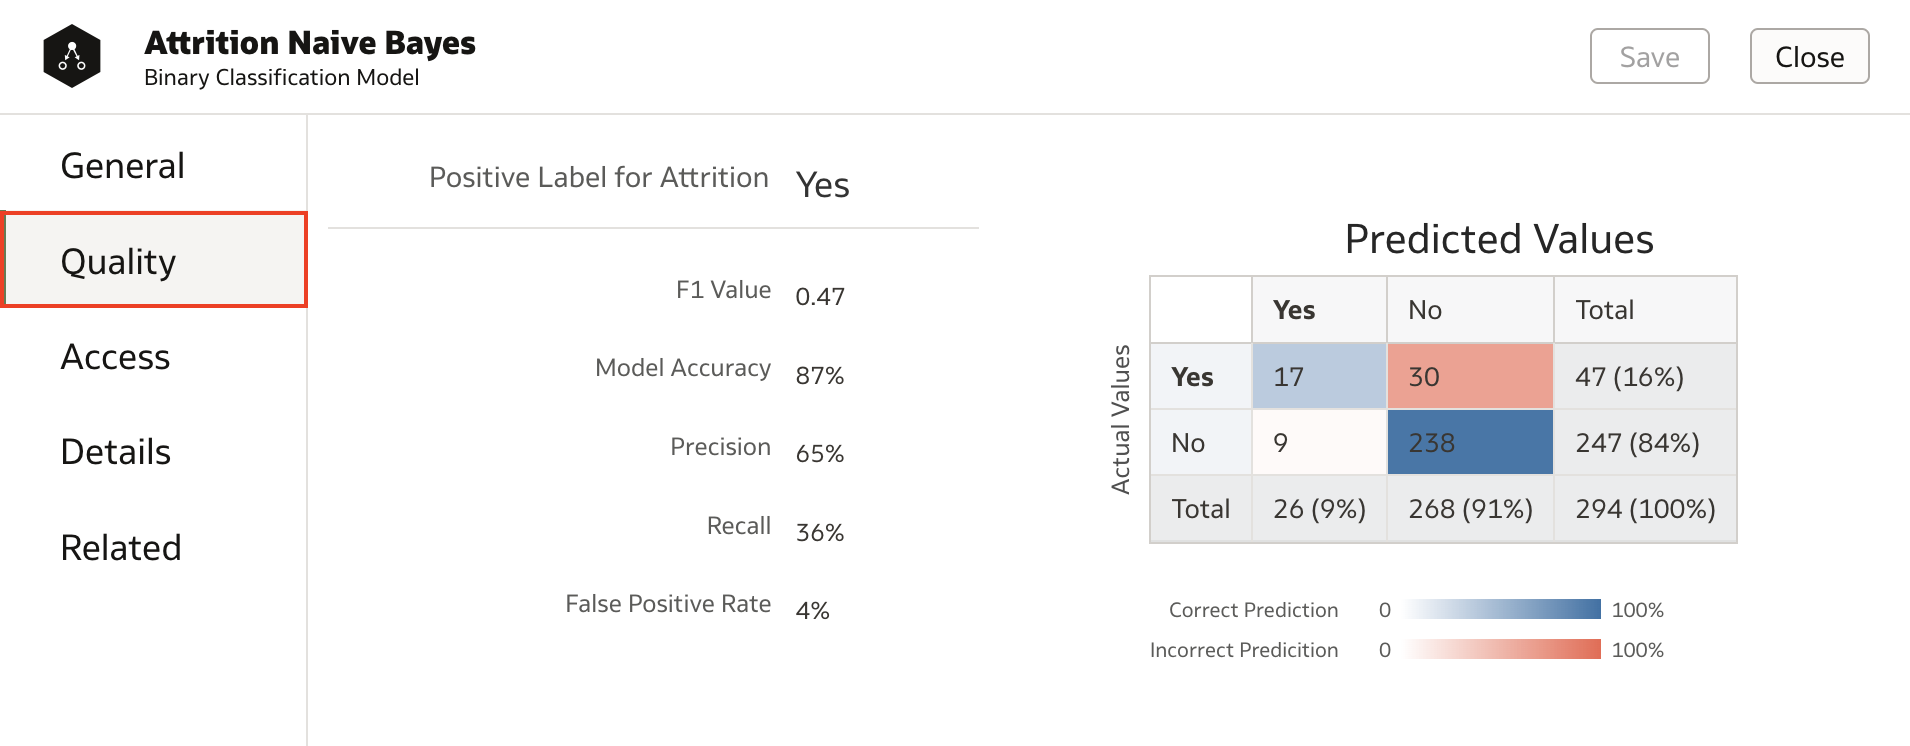 Attrition Naive Bayes
Binary Classification Model
Save
Close
General
Quality
Access
Details
Related
Positive Label for Attrition Yes
F1 Value 0.47
Model Accuracy 87%
Precision 65%
Recall 36%
False Positive Rate 4%
Predicted Values
Actual Values
Yes No Total
Yes 17 30 47 (16%)
No 9 238 247 (84%)
Total 26 (9%) 268 (91%) 294 (100%)
Correct Prediction 0 100%
Incorrect Predicition 0 100%